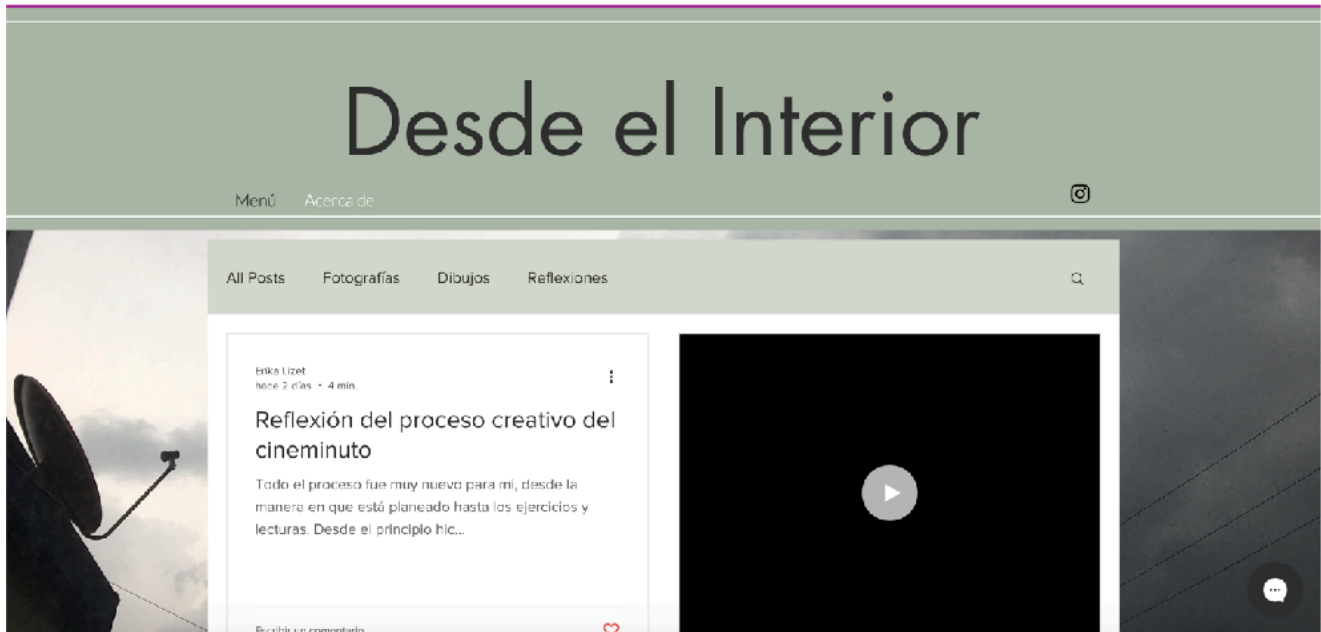 Desde el Interior
Menú Acerca de
All Posts Fotografías Dibujos Reflexiones
Erika Lizet
hace 2 días • 4 min.
Reflexión del proceso creativo del
cineminuto
Todo el proceso fue muy nuevo para mi, desde la
manera en que está planeado hasta los ejercicios y
lecturas. Desde el principio hic...
Escribir un comentario